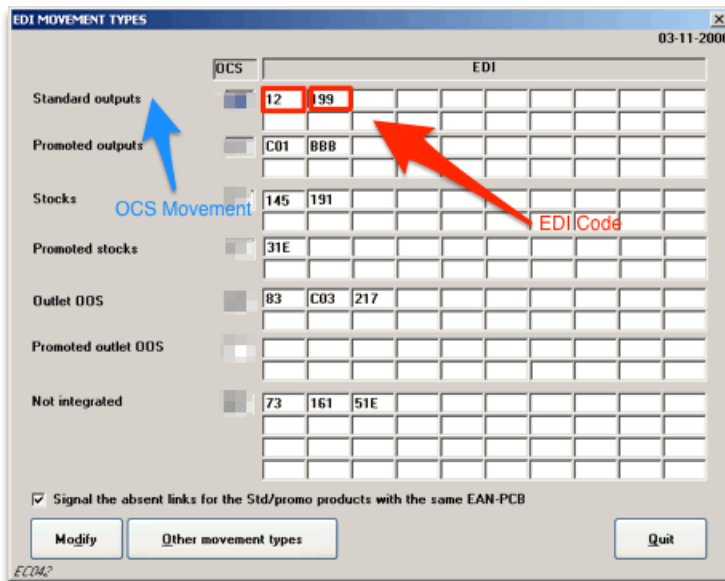 EDI MOVEMENT TYPES
03-11-200
OCS EDI
Standard outputs 12 199
Promoted outputs C01 BBB
Stocks 145 191
OCS Movement
EDI Code
Promoted stocks 31E
Outlet OOS 83 C03 217
Promoted outlet OOS
Not integrated 73 161 51E
Signal the absent links for the Std/promo products with the same EAN-PCB
Modify Other movement types Quit
EC042